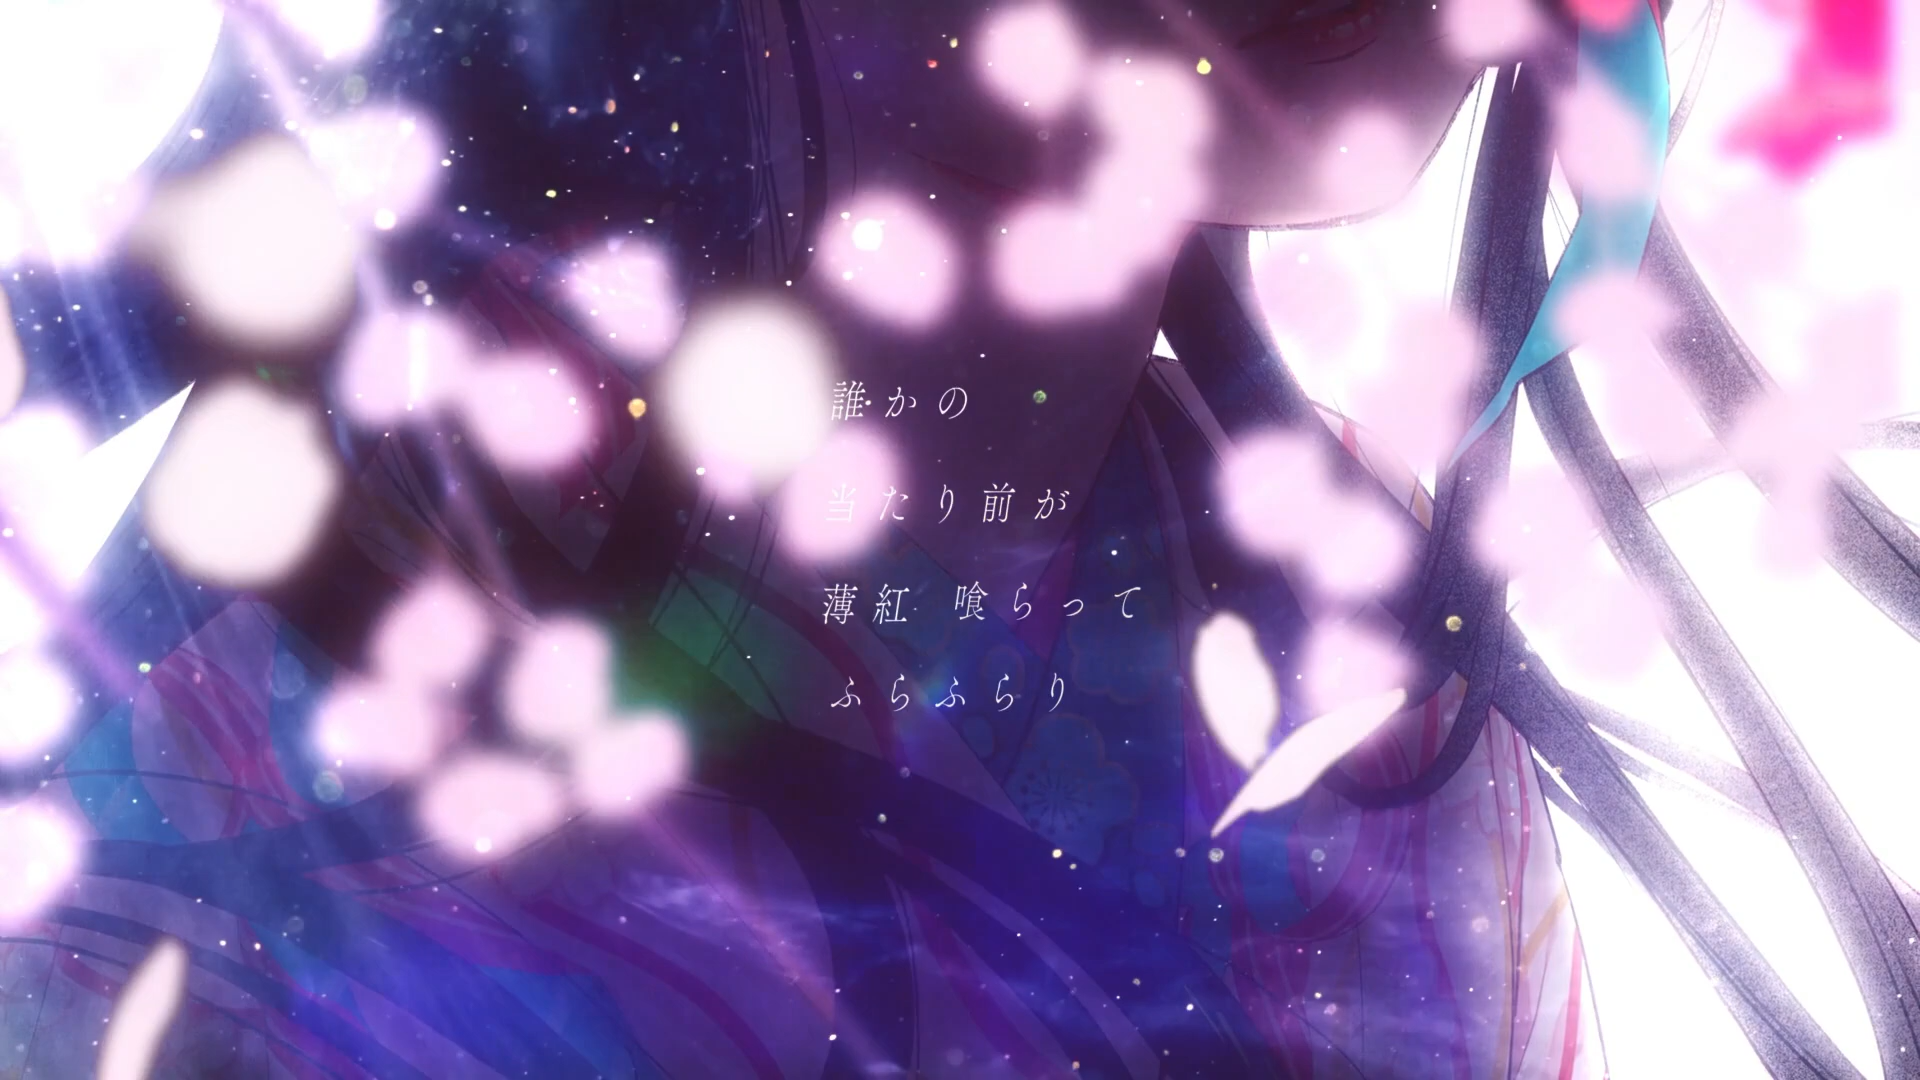 誰かの
当たり前が
薄紅 喰らって
ふらふらり